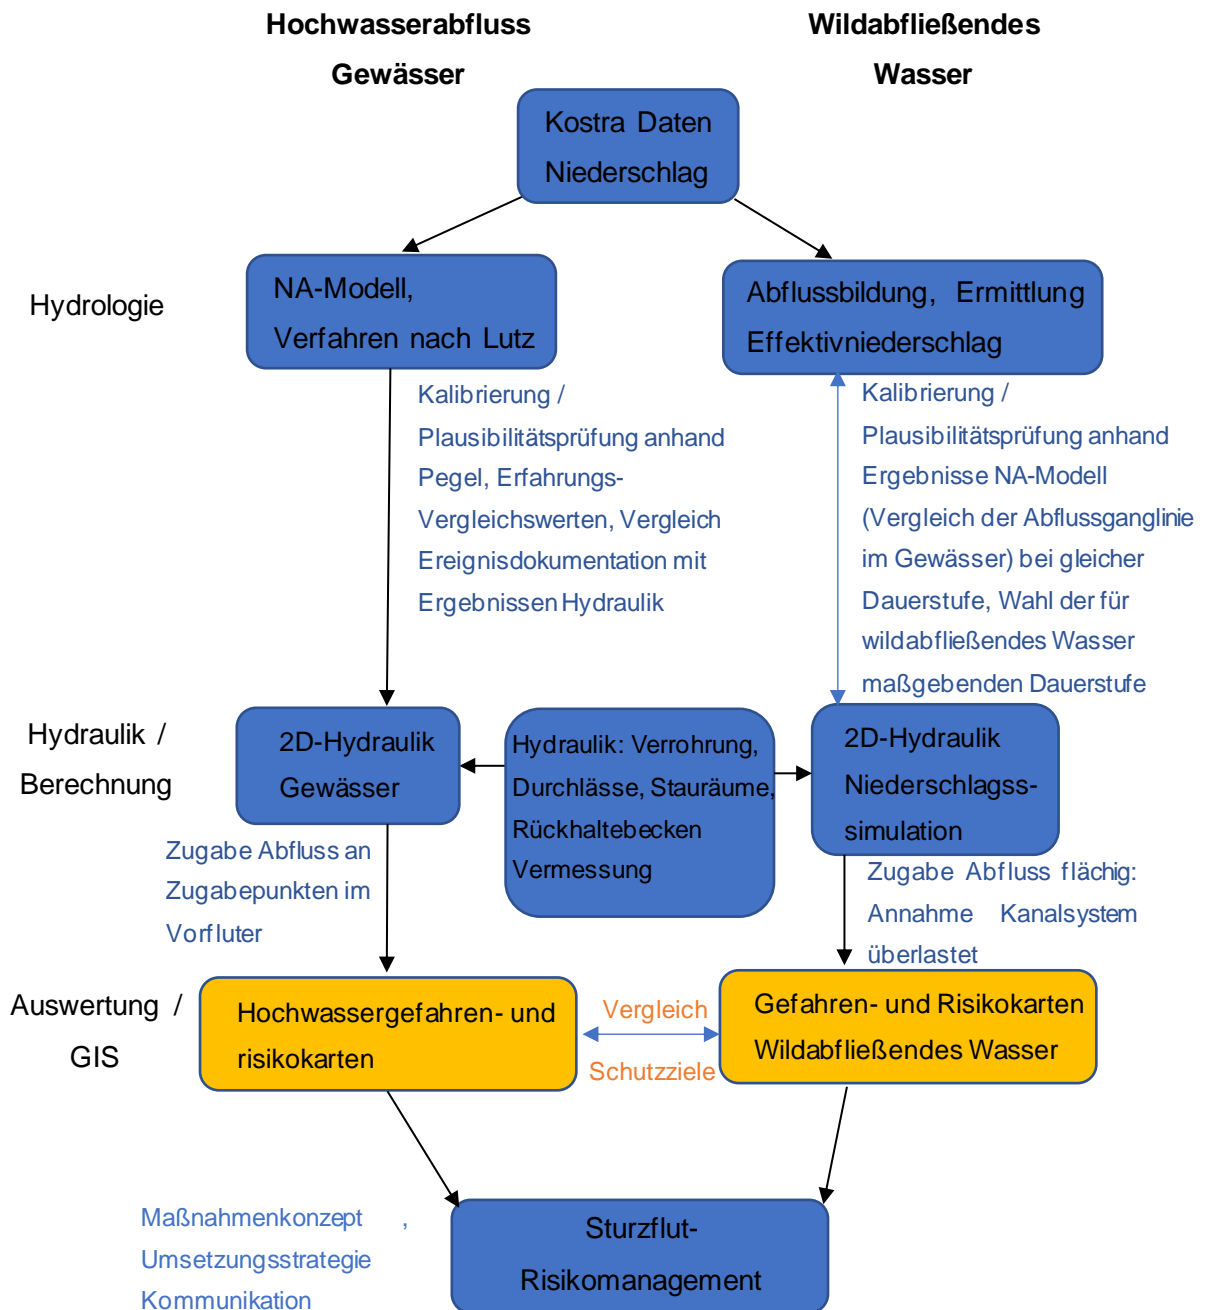 Hochwasserabfluss
Gewässer
Wildabfließendes
Wasser
Kostra Daten
Niederschlag
Hydrologie
NA-Modell,
Verfahren nach Lutz
Abflussbildung, Ermittlung
Effektivniederschlag
Kalibrierung /
Plausibilitätsprüfung anhand
Pegel, Erfahrungs-
Vergleichswerten, Vergleich
Ereignisdokumentation mit
Ergebnissen Hydraulik
Kalibrierung /
Plausibilitätsprüfung anhand
Ergebnisse NA-Modell
(Vergleich der Abflussganglinie
im Gewässer) bei gleicher
Dauerstufe, Wahl der für
wildabfließendes Wasser
maßgebenden Dauerstufe
Hydraulik /
Berechnung
2D-Hydraulik
Gewässer
Hydraulik: Verrohrung,
Durchlässe, Stauräume,
Rückhaltebecken
Vermessung
2D-Hydraulik
Niederschlagss-
simulation
Zugabe Abfluss an
Zugabepunkten im
Vorfluter
Zugabe Abfluss flächig:
Annahme Kanalsystem
überlastet
Auswertung /
GIS
Hochwassergefahren- und
risikokarten
Vergleich
Schutzziele
Gefahren- und Risikokarten
Wildabfließendes Wasser
Maßnahmenkonzept ,
Umsetzungsstrategie
Kommunikation
Sturzflut-
Risikomanagement